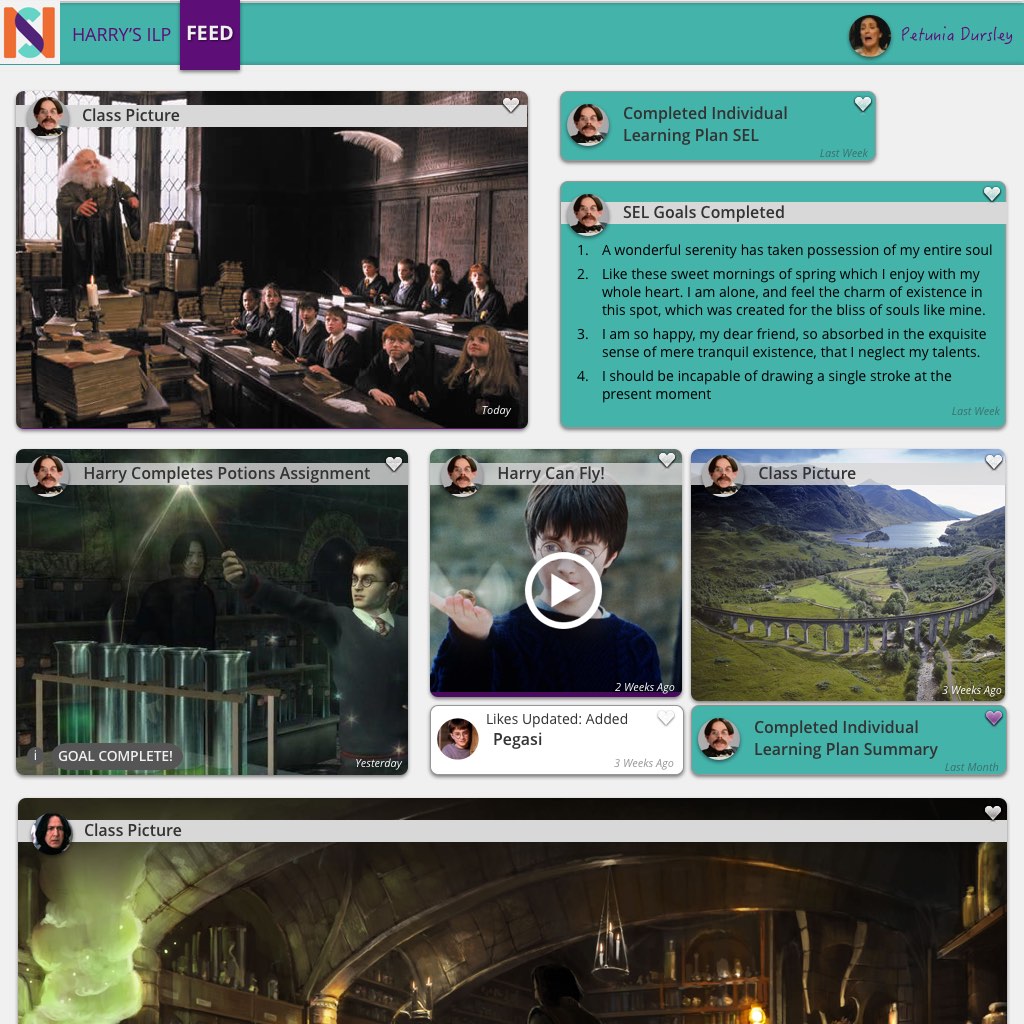 HARRY'S ILP
FEED
Petunia Dursley
Class Picture
Today
Completed Individual
Learning Plan SEL
Last Week
SEL Goals Completed
1. A wonderful serenity has taken possession of my entire soul
2. Like these sweet mornings of spring which I enjoy with my
whole heart. I am alone, and feel the charm of existence in
this spot, which was created for the bliss of souls like mine.
3. I am so happy, my dear friend, so absorbed in the exquisite
sense of mere tranquil existence, that I neglect my talents.
4. I should be incapable of drawing a single stroke at the
present moment
Last Week
Harry Completes Potions Assignment
i GOAL COMPLETE!
Yesterday
Harry Can Fly!
2 Weeks Ago
Class Picture
3 Weeks Ago
Likes Updated: Added
Pegasi
3 Weeks Ago
Completed Individual
Learning Plan Summary
Last Month
Class Picture